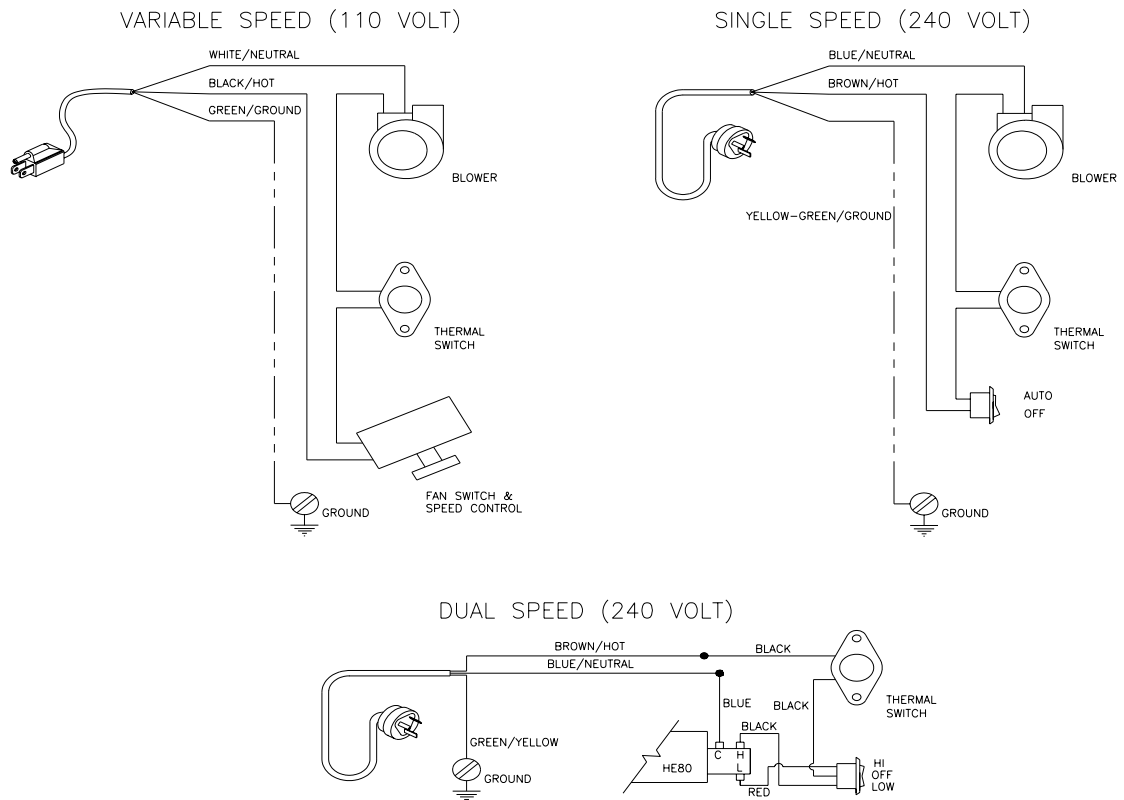 VARIABLE SPEED (110 VOLT)
WHITE/NEUTRAL
BLACK/HOT
GREEN/GROUND
BLOWER
THERMAL
SWITCH
FAN SWITCH &
SPEED CONTROL
GROUND
SINGLE SPEED (240 VOLT)
BLUE/NEUTRAL
BROWN/HOT
BLOWER
YELLOW-GREEN/GROUND
THERMAL
SWITCH
AUTO
OFF
GROUND
DUAL SPEED (240 VOLT)
BROWN/HOT
BLACK
BLUE/NEUTRAL
THERMAL
SWITCH
BLUE
BLACK
BLACK
GREEN/YELLOW
GROUND
HE80
C
H
L
RED
HI
OFF
LOW